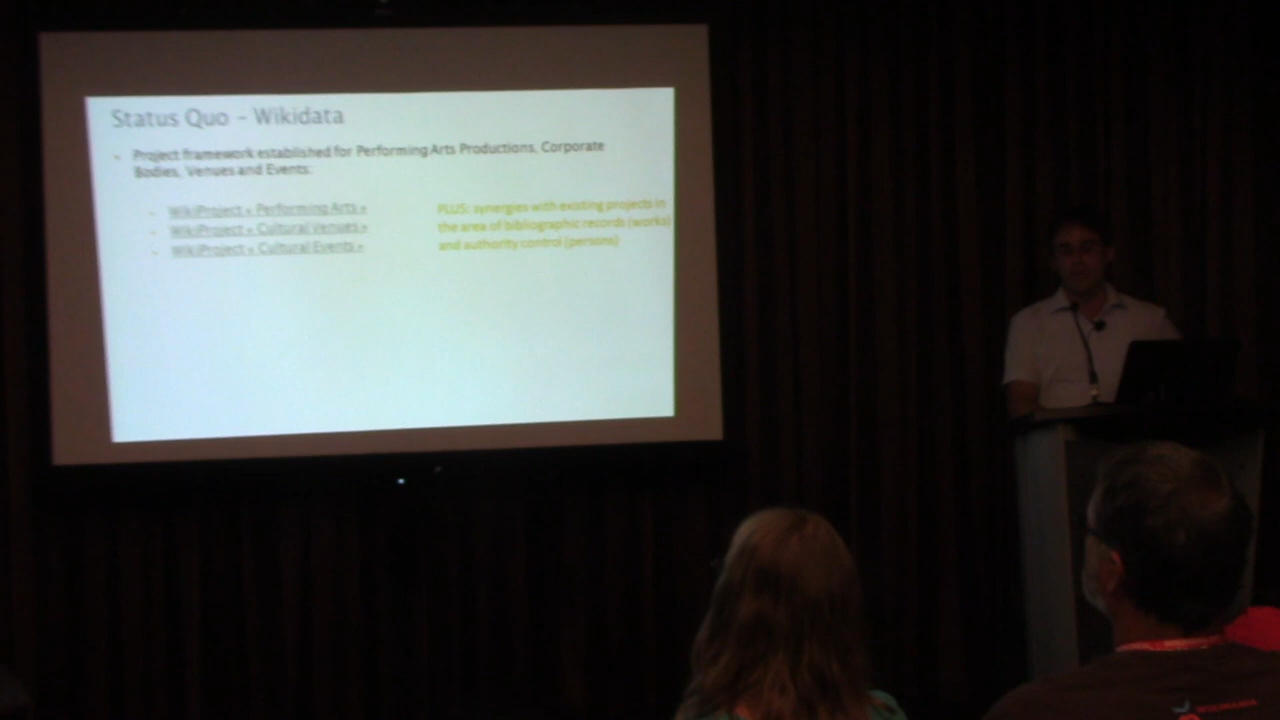 Status Quo – Wikidata
Project framework established for Performing Arts Productions, Corporate
Bodies, Venues and Events:
WikiProject « Performing Arts »
WikiProject « Cultural Venues »
WikiProject « Cultural Events »
PLUS: synergies with existing projects in
the area of bibliographic records (works)
and authority control (persons)
WIKIMANIA